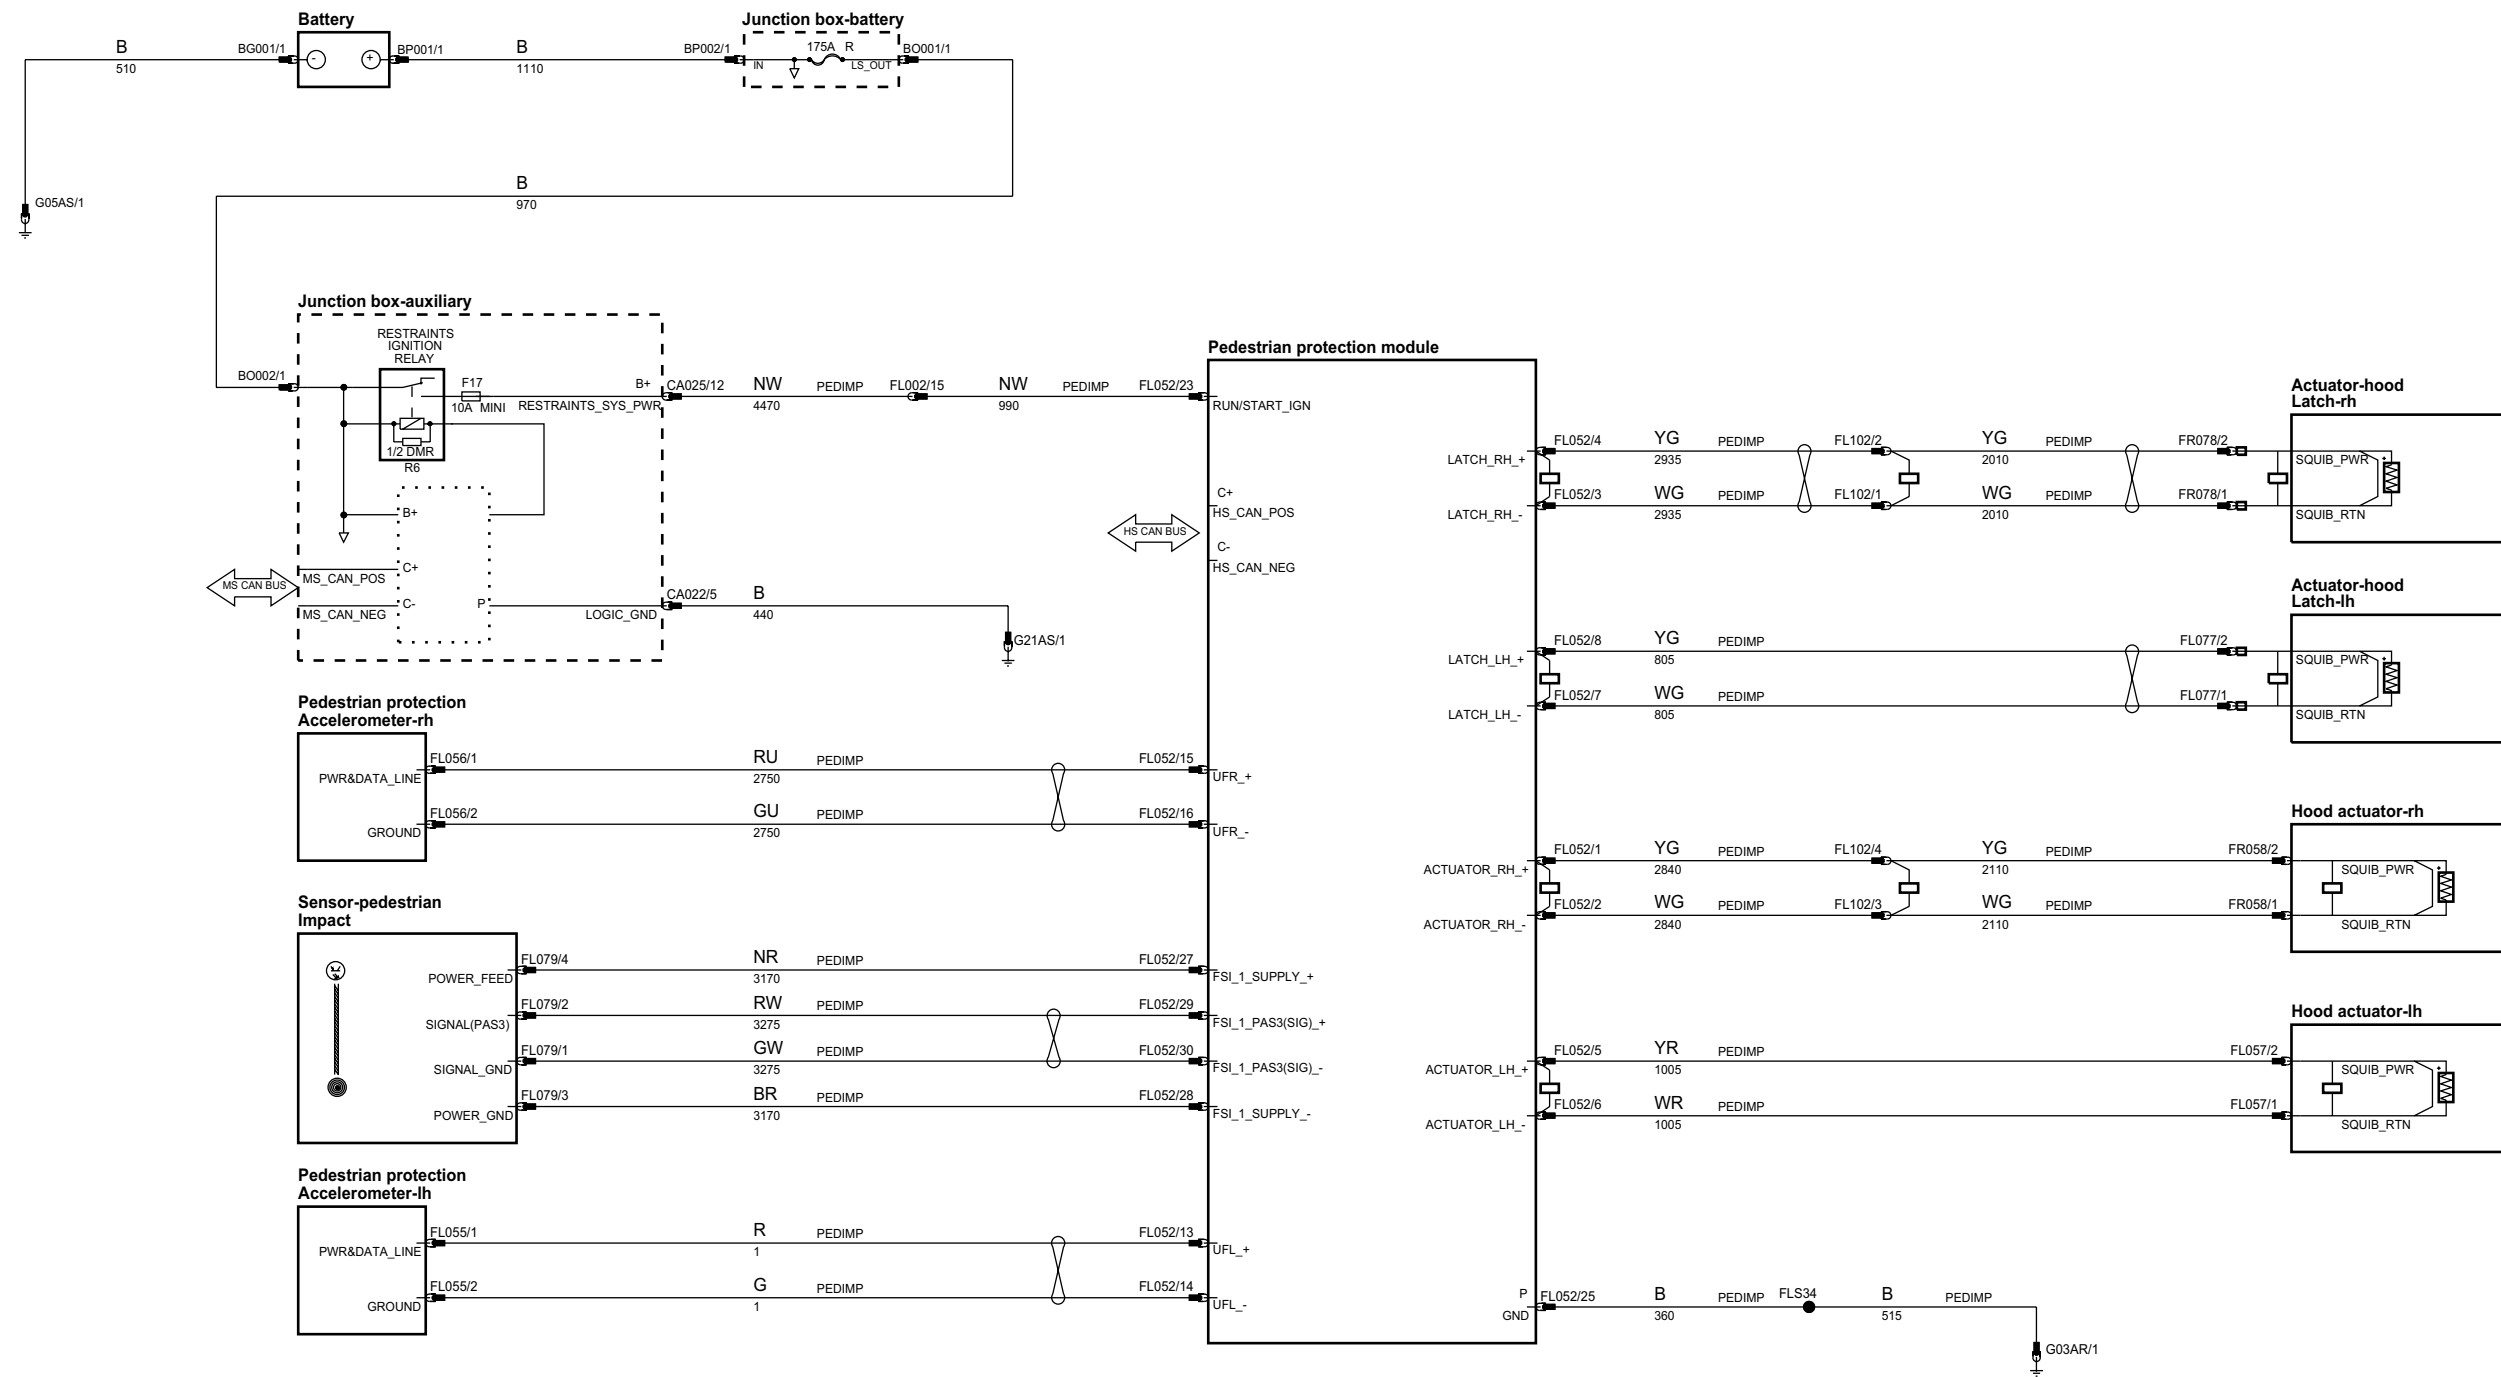 Battery
Junction box-battery
B
510
BG001/1
-
+
BP001/1
B
1110
BP002/1
175A R
IN
LS_OUT
BO001/1
G05AS/1
B
970
Junction box-auxiliary
RESTRAINTS
IGNITION
RELAY
BO002/1
F17
10A MINI
B+
RESTRAINTS_SYS_PWR
1/2 DMR
R6
B+
MS CAN BUS
MS_CAN_POS
C+
MS_CAN_NEG
C-
P
LOGIC_GND
CA025/12
NW
4470
PEDIMP
FL002/15
NW
990
PEDIMP
FL052/23
CA022/5
B
440
G21AS/1
Pedestrian protection module
RUN/START_IGN
C+
HS_CAN_POS
HS CAN BUS
C-
HS_CAN_NEG
Pedestrian protection
Accelerometer-rh
PWR&DATA_LINE
FL056/1
RU
2750
PEDIMP
FL052/15
UFR_+
GROUND
FL056/2
GU
2750
PEDIMP
FL052/16
UFR_-
Sensor-pedestrian
Impact
POWER_FEED
FL079/4
NR
3170
PEDIMP
FL052/27
FSI_1_SUPPLY_+
SIGNAL(PAS3)
FL079/2
RW
3275
PEDIMP
FL052/29
FSI_1_PAS3(SIG)_+
SIGNAL_GND
FL079/1
GW
3275
PEDIMP
FL052/30
FSI_1_PAS3(SIG)_-
POWER_GND
FL079/3
BR
3170
PEDIMP
FL052/28
FSI_1_SUPPLY_-
Pedestrian protection
Accelerometer-lh
PWR&DATA_LINE
FL055/1
R
1
PEDIMP
FL052/13
UFL_+
GROUND
FL055/2
G
1
PEDIMP
FL052/14
UFL_-
LATCH_RH_+
FL052/4
YG
2935
PEDIMP
FL102/2
YG
2010
PEDIMP
FR078/2
LATCH_RH_-
FL052/3
WG
2935
PEDIMP
FL102/1
WG
2010
PEDIMP
FR078/1
Actuator-hood
Latch-rh
SQUIB_PWR
+
SQUIB_RTN
LATCH_LH_+
FL052/8
YG
805
PEDIMP
FL077/2
LATCH_LH_-
FL052/7
WG
805
PEDIMP
FL077/1
Actuator-hood
Latch-lh
SQUIB_PWR
+
SQUIB_RTN
ACTUATOR_RH_+
FL052/1
YG
2840
PEDIMP
FL102/4
YG
2110
PEDIMP
FR058/2
ACTUATOR_RH_-
FL052/2
WG
2840
PEDIMP
FL102/3
WG
2110
PEDIMP
FR058/1
Hood actuator-rh
SQUIB_PWR
+
SQUIB_RTN
ACTUATOR_LH_+
FL052/5
YR
1005
PEDIMP
FL057/2
ACTUATOR_LH_-
FL052/6
WR
1005
PEDIMP
FL057/1
Hood actuator-lh
SQUIB_PWR
+
SQUIB_RTN
P
GND
FL052/25
B
360
PEDIMP
FLS34
B
515
PEDIMP
G03AR/1